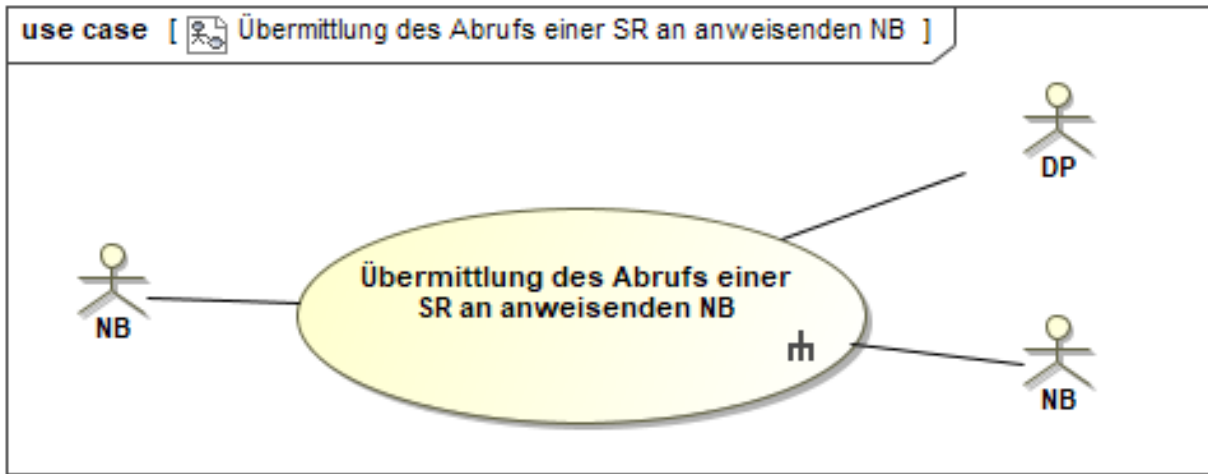 use case [ Übermittlung des Abrufs einer SR an anweisenden NB ]
DP
Übermittlung des Abrufs einer
SR an anweisenden NB
NB
NB